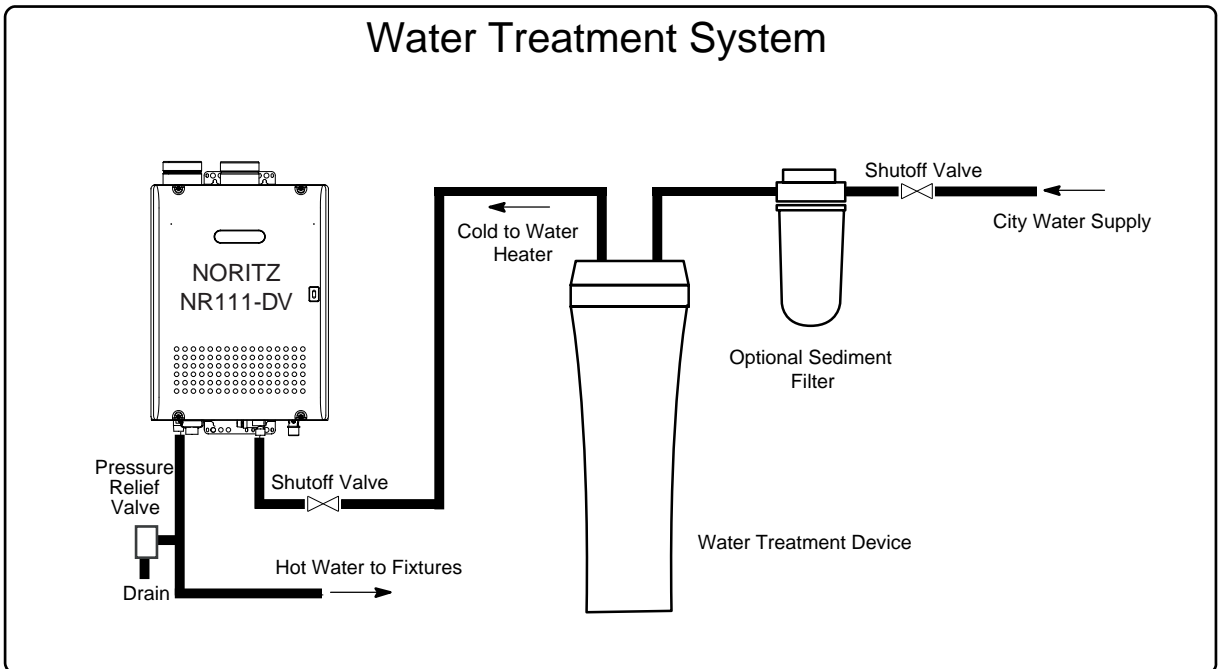 Water Treatment System
Shutoff Valve
City Water Supply
Cold to Water
Heater
NORITZ
NR111-DV
Optional Sediment
Filter
Pressure
Relief
Valve
Shutoff Valve
Water Treatment Device
Hot Water to Fixtures
Drain